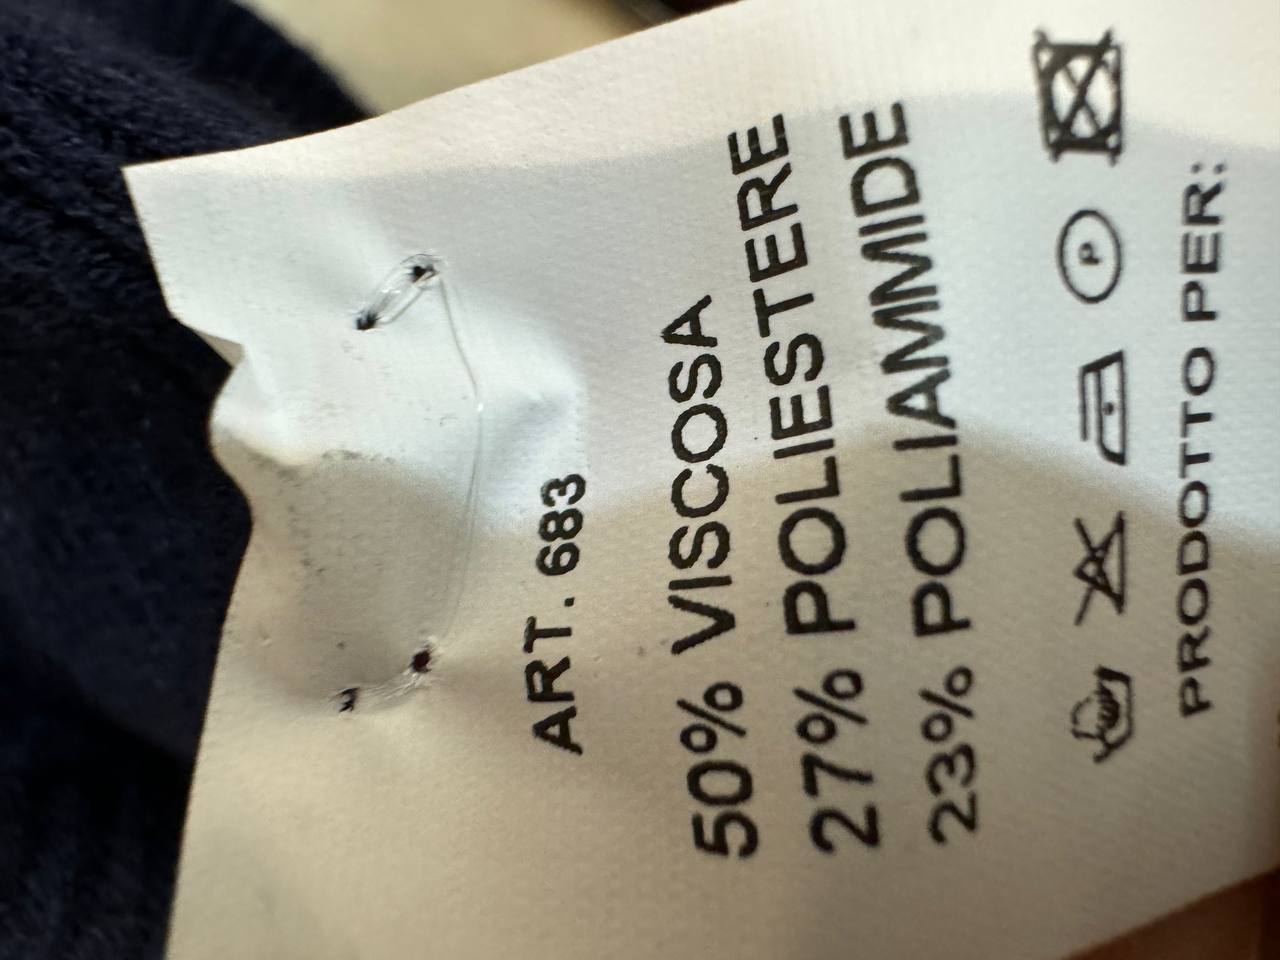 ART. 683
50% VISCOSA
27% POLIESTERE
23% POLIAMMIDE
P
PRODOTTO PER: